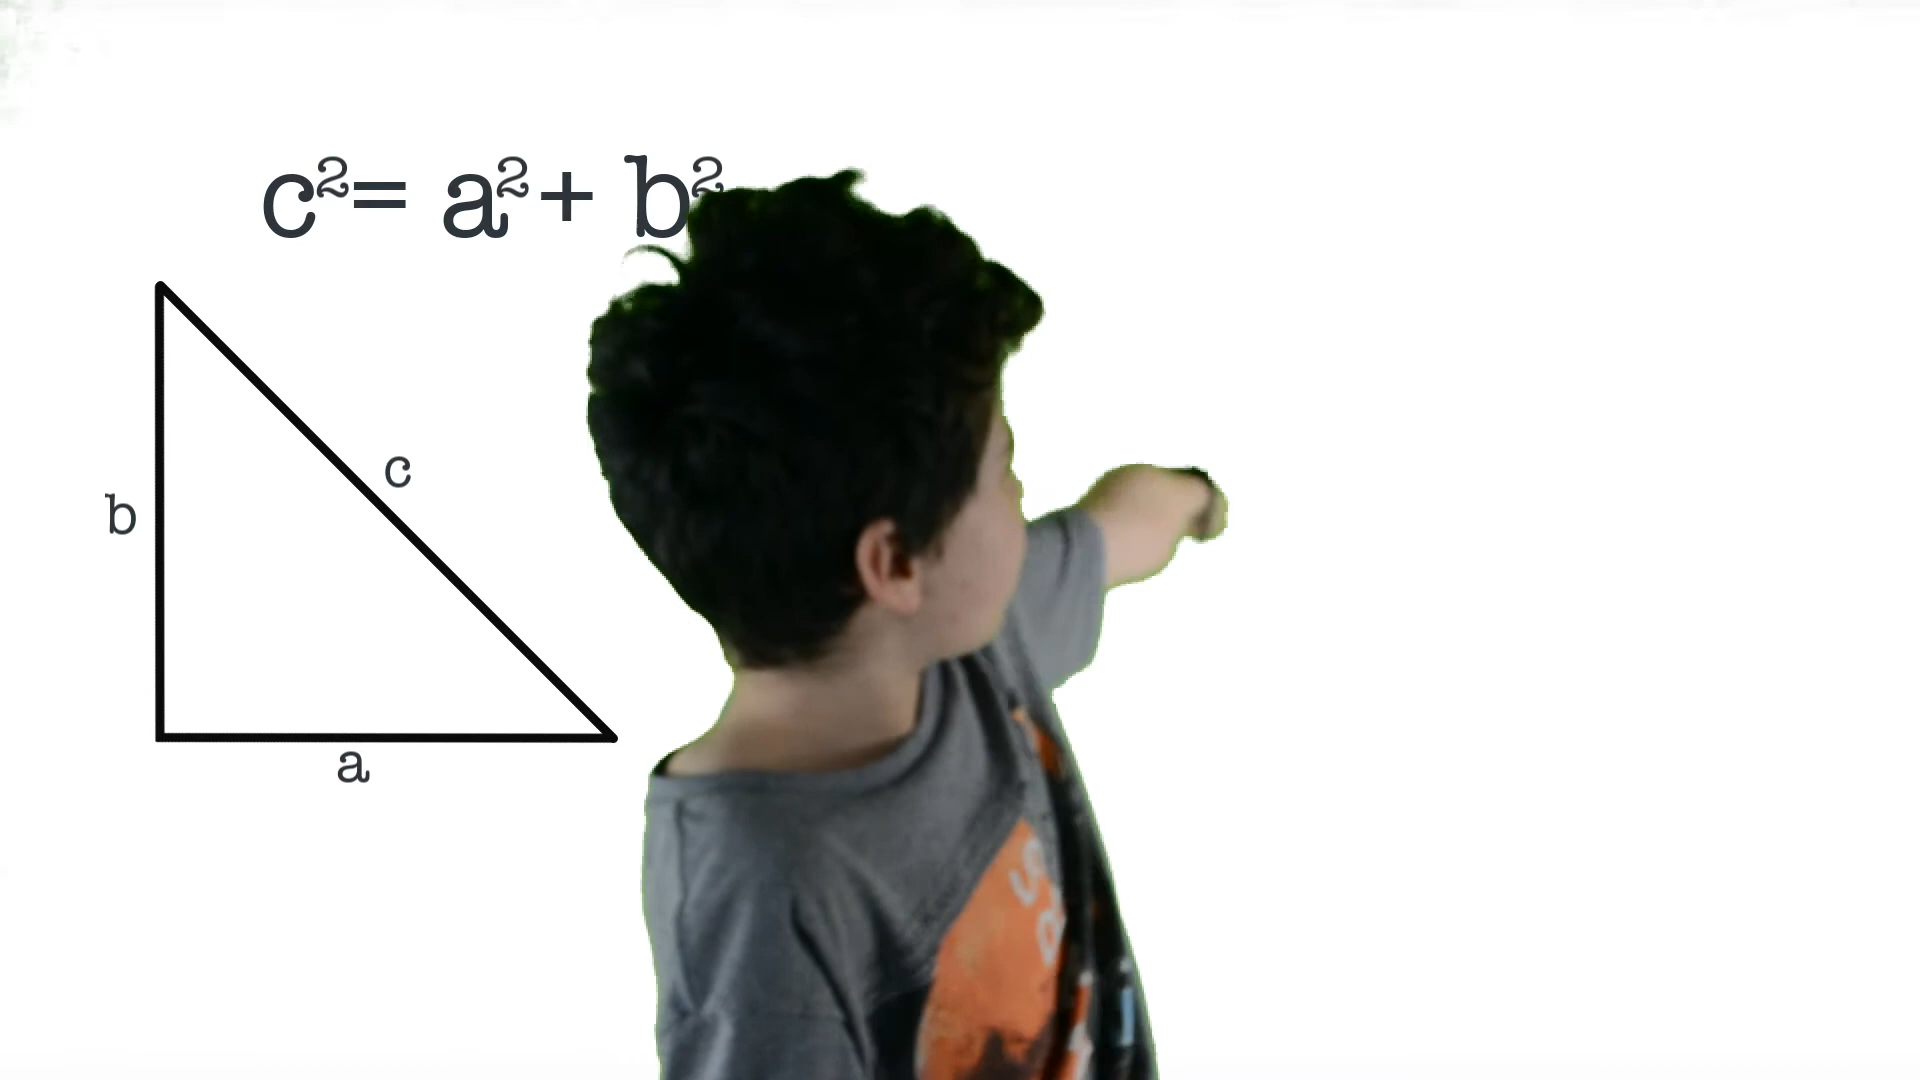 c²= a²+ b²
c
b
a